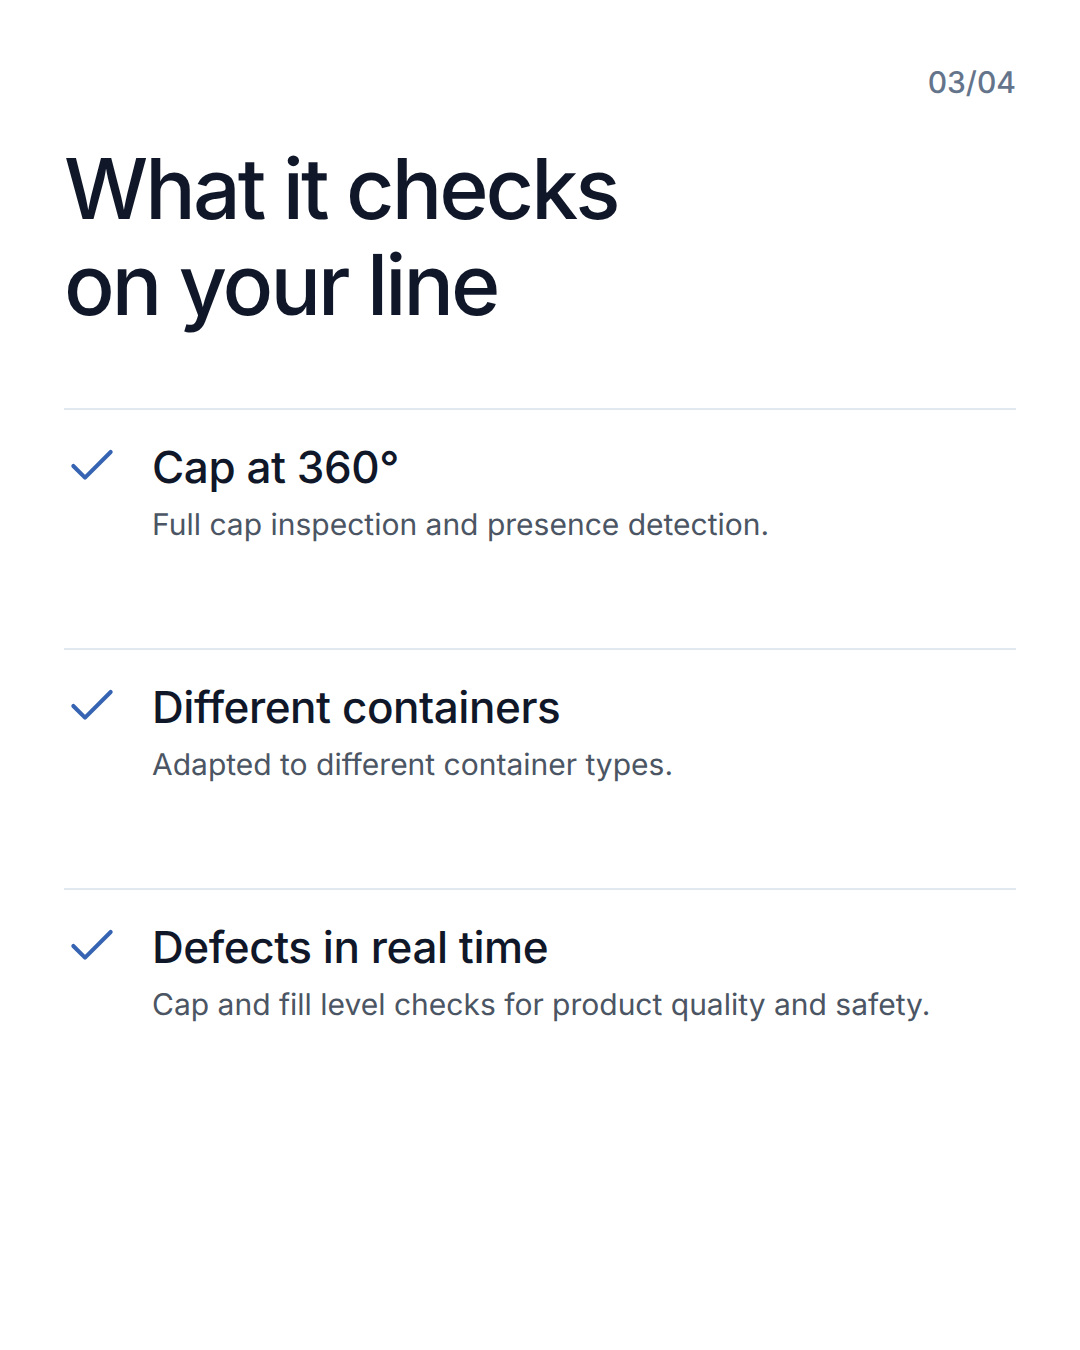 03/04
What it checks
on your line
Cap at 360°
Full cap inspection and presence detection.
Different containers
Adapted to different container types.
Defects in real time
Cap and fill level checks for product quality and safety.